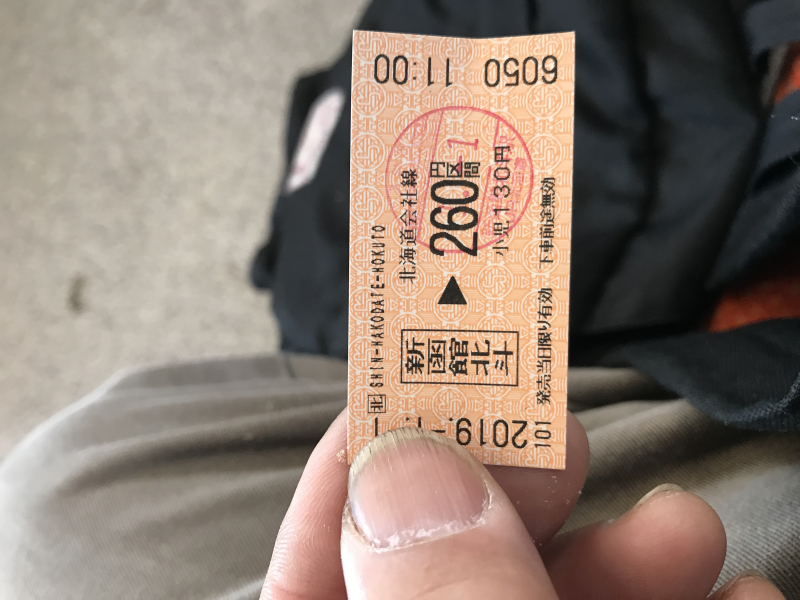 北 SHIN-HAKODATE-HOKUTO
北海道会社線
新函館北斗 ▶ 260円区間
小児130円
発売当日限り有効 下車前途無効
2019.
101
6050
11:00